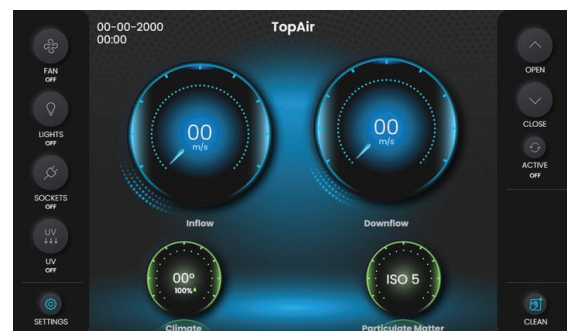 00-00-2000
00:00
TopAir
FAN
OFF
LIGHTS
OFF
SOCKETS
OFF
UV
UV
OFF
SETTINGS
00
m/s
Inflow
00
m/s
Downflow
00°
100%
Climate
ISO 5
Particulate Matter
OPEN
CLOSE
ACTIVE
OFF
CLEAN